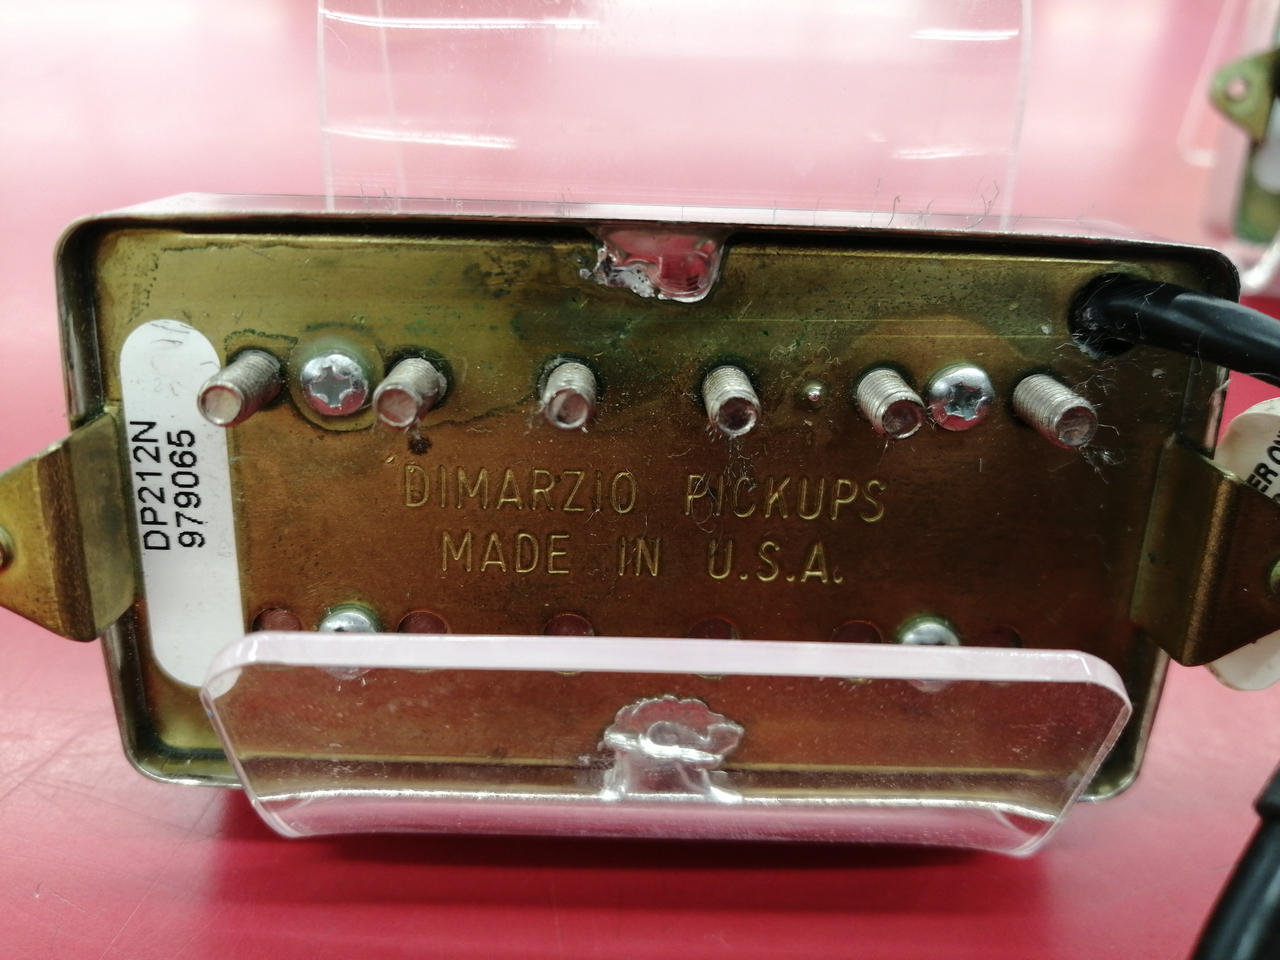 DP212N
979065
DIMARZIO PICKUPS
MADE IN U.S.A.